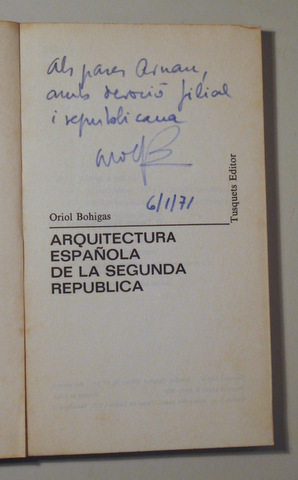 Als pares Arnau,
amb devoció filial
i republicana
6/1/71
Oriol Bohigas
Tusquets Editor
ARQUITECTURA
ESPAÑOLA
DE LA SEGUNDA
REPUBLICA